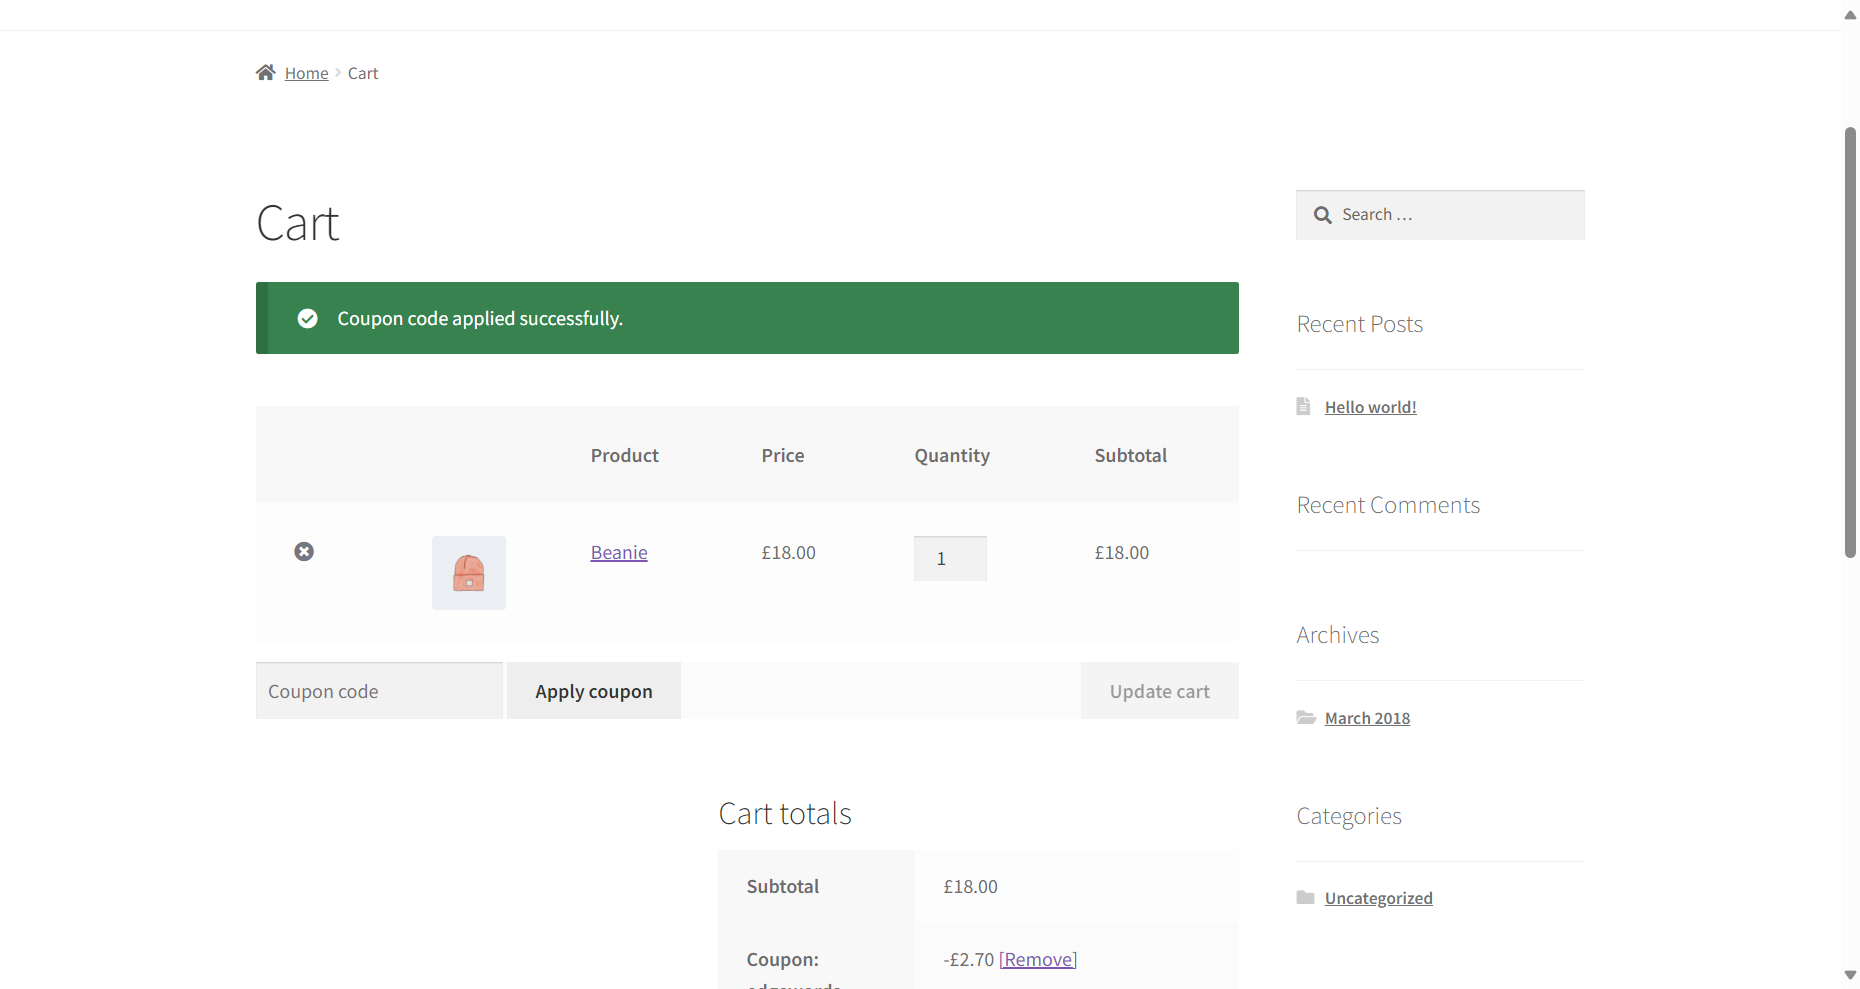 Home Cart
Cart
Search …
Coupon code applied successfully.
Recent Posts
Hello world!
Product Price Quantity Subtotal
Beanie £18.00 1 £18.00
Recent Comments
Archives
Coupon code Apply coupon Update cart
March 2018
Cart totals
Categories
Subtotal £18.00
Uncategorized
Coupon: -£2.70 [Remove]